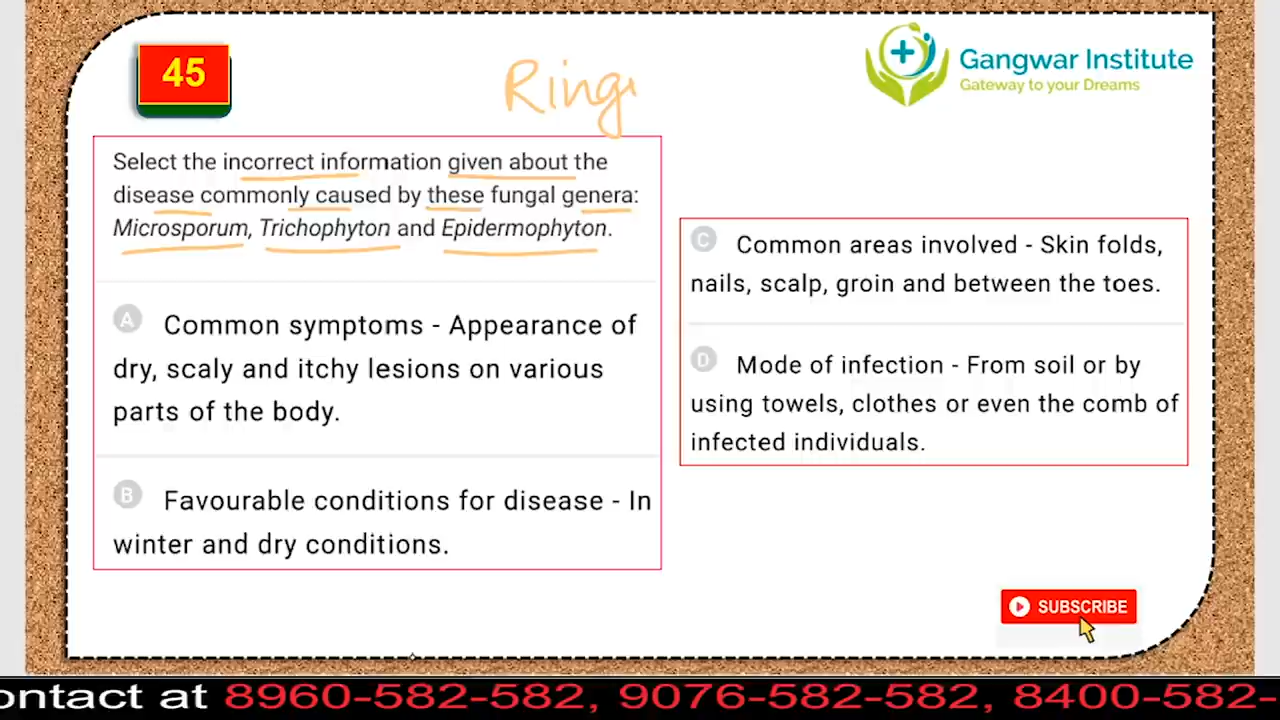 45
Ring
Gangwar Institute
Gateway to your Dreams
Select the incorrect information given about the
disease commonly caused by these fungal genera:
Microsporum, Trichophyton and Epidermophyton.
A Common symptoms - Appearance of
dry, scaly and itchy lesions on various
parts of the body.
B Favourable conditions for disease - In
winter and dry conditions.
C Common areas involved - Skin folds,
nails, scalp, groin and between the toes.
D Mode of infection - From soil or by
using towels, clothes or even the comb of
infected individuals.
SUBSCRIBE
ontact at 8960-582-582, 9076-582-582, 8400-582-